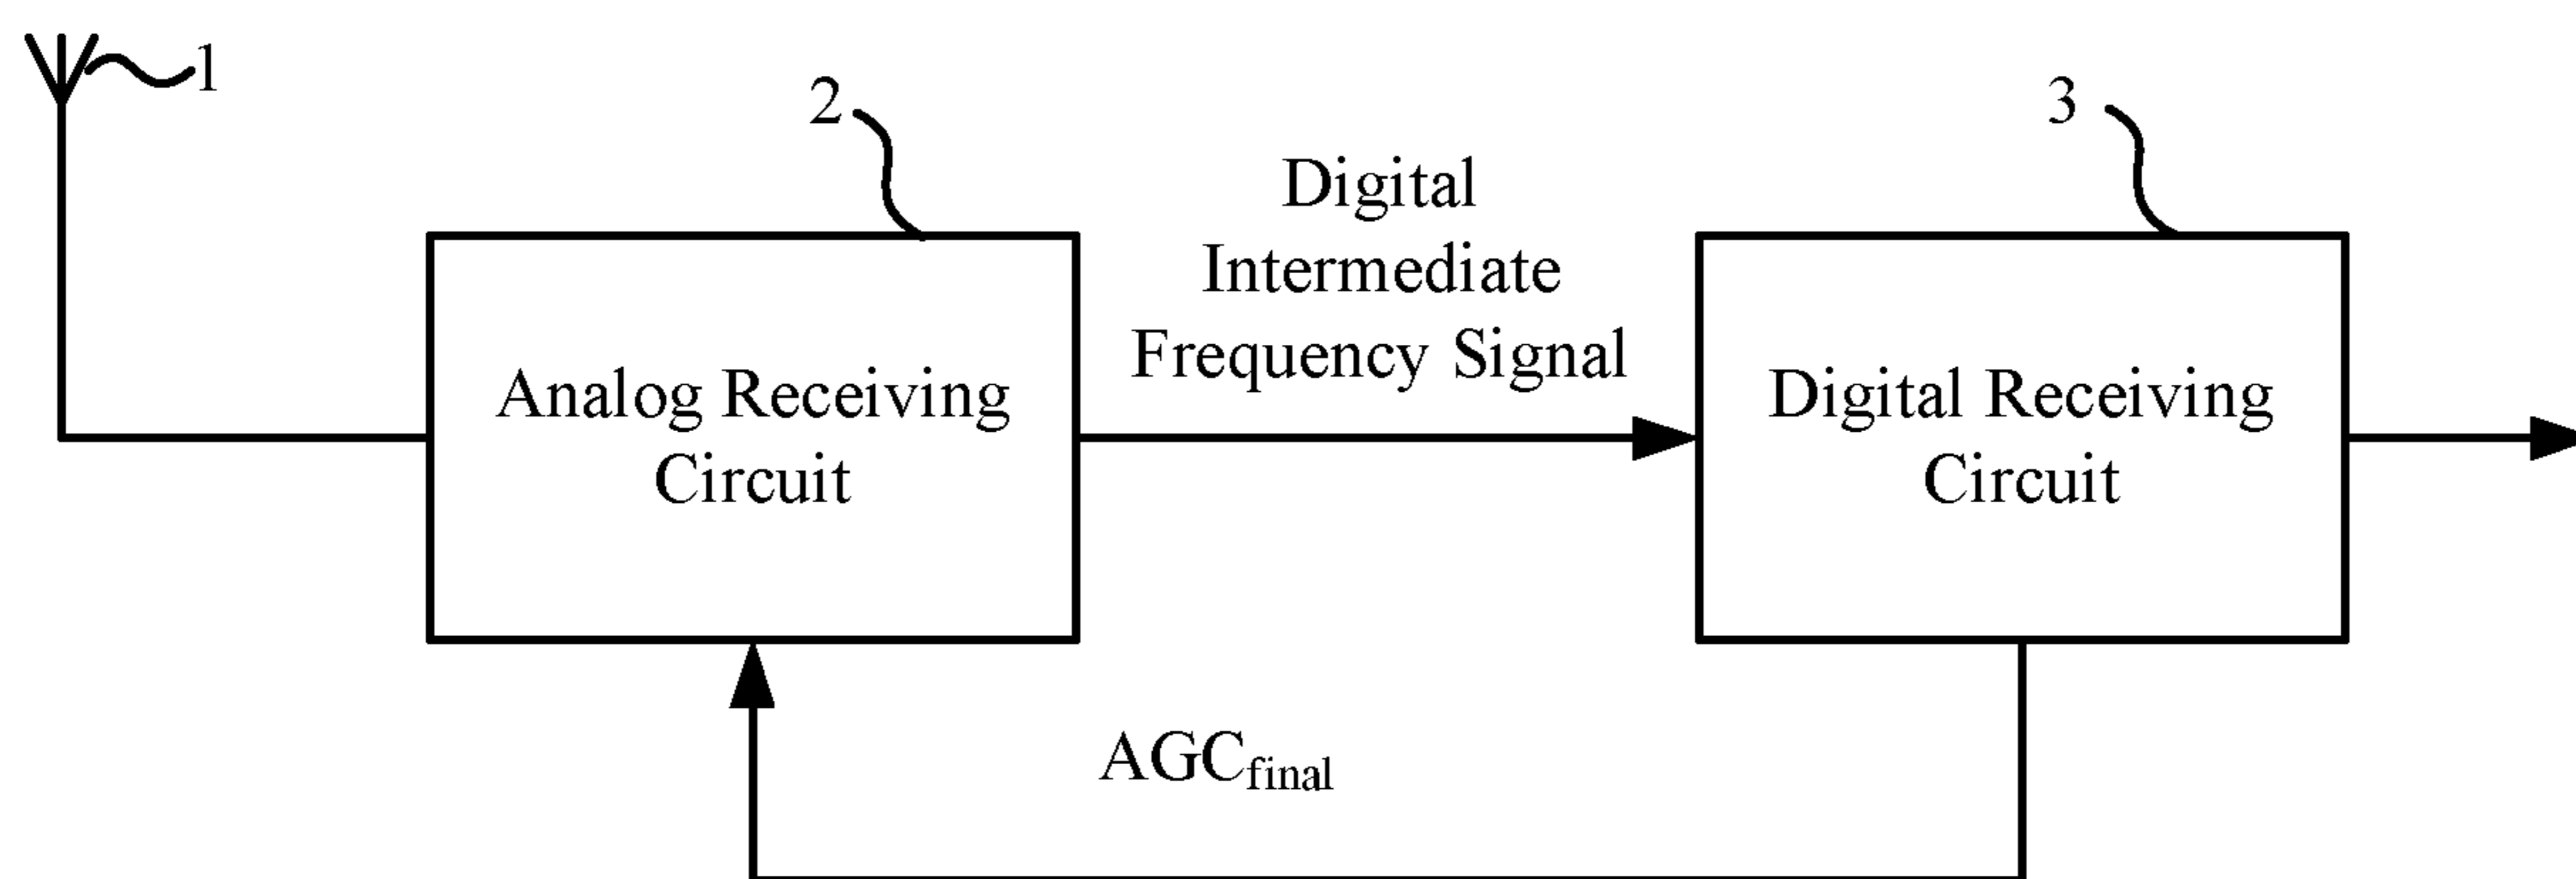 1
2
3
Digital
Intermediate
Frequency Signal
Analog Receiving
Circuit
Digital Receiving
Circuit
AGCfinal